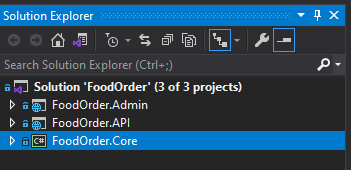 Solution Explorer
Search Solution Explorer (Ctrl+;)
Solution 'FoodOrder' (3 of 3 projects)
FoodOrder.Admin
FoodOrder.API
C# FoodOrder.Core